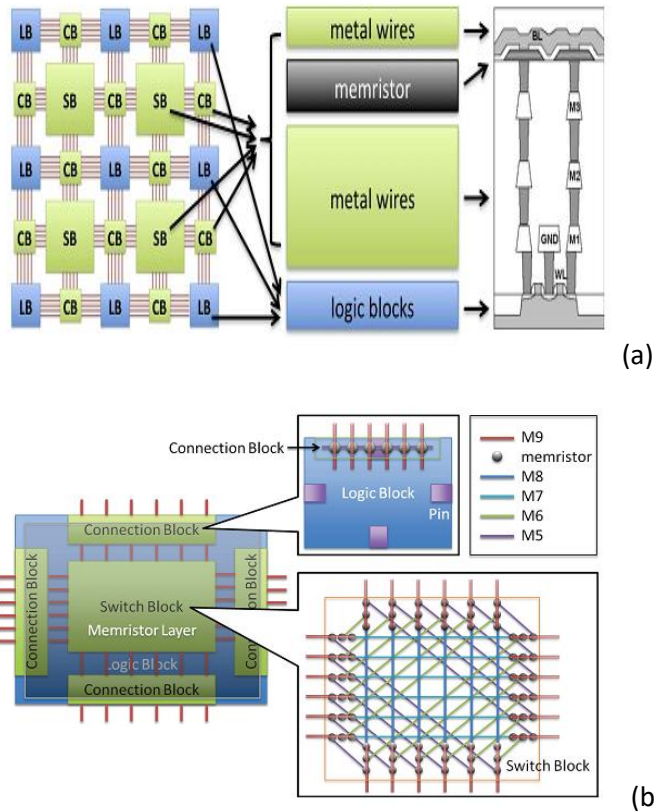 LB CB LB CB LB
CB SB CB SB CB
LB CB LB CB LB
CB SB CB SB CB
LB CB LB CB LB
metal wires
memristor
metal wires
logic blocks
BL
M3
M2
GND M1
WL
(a)
Connection Block
Logic Block
Pin
M9
memristor
M8
M7
M6
M5
Connection Block
Connection Block
Switch Block
Memristor Layer
Logic Block
Connection Block
Connection Block
Switch Block
(b